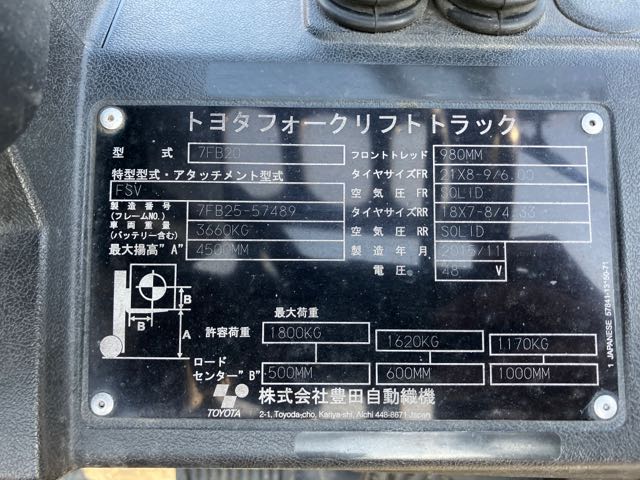 トヨタフォークリフトトラック
型式 7FB20 フロントトレッド 980MM
特型型式・アタッチメント型式 タイヤサイズFR 21X8-9/6.00
FSV 空気圧FR SOLID
製造番号 (フレームNO.) 7FB25-57489 タイヤサイズRR 18X7-8/4.33
車両重量 (バッテリー含む) 3660KG 空気圧RR SOLID
最大揚高"A" 4500MM 製造年月 2015/11
電圧 48 V
B
B
A
最大荷重
許容荷重 1800KG 1620KG 1170KG
ロード
センター"B" 500MM 600MM 1000MM
TOYOTA 株式会社豊田自動織機
2-1, Toyoda-cho, Kariya-shi, Aichi 448-8671 Japan
1 JAPANESE 57841-13150-71